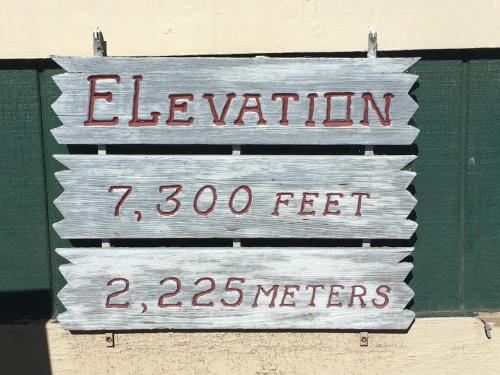 ELEVATION
7,300 FEET
2,225 METERS